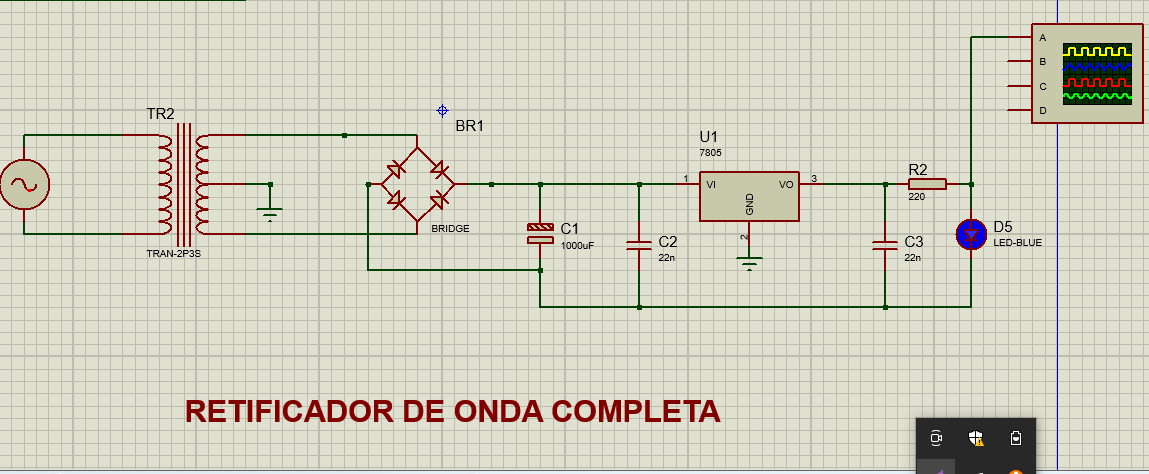 TR2
TRAN-2P3S
BR1
BRIDGE
C1
1000uF
C2
22n
U1
7805
1
VI
VO
3
GND
2
C3
22n
R2
220
D5
LED-BLUE
A
B
C
D
RETIFICADOR DE ONDA COMPLETA